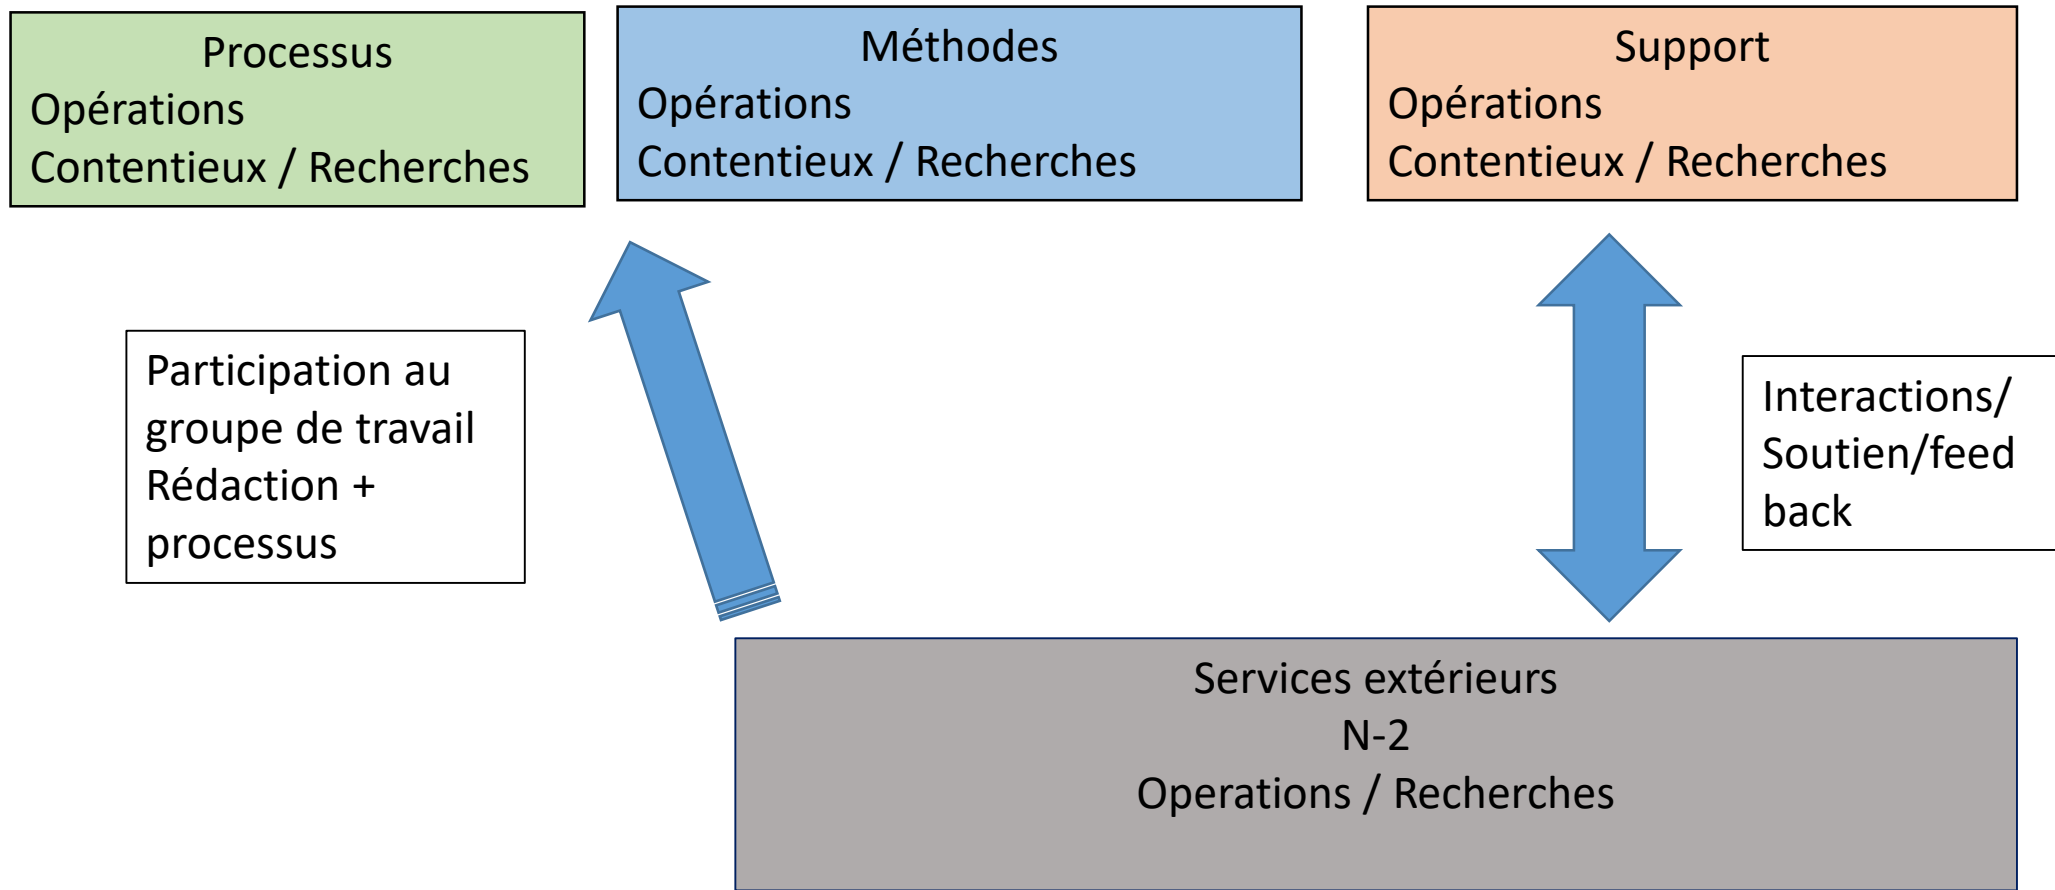 Processus
Opérations
Contentieux / Recherches
Méthodes
Opérations
Contentieux / Recherches
Support
Opérations
Contentieux / Recherches
Participation au
groupe de travail
Rédaction +
processus
Interactions/
Soutien/feed
back
Services extérieurs
N-2
Operations / Recherches